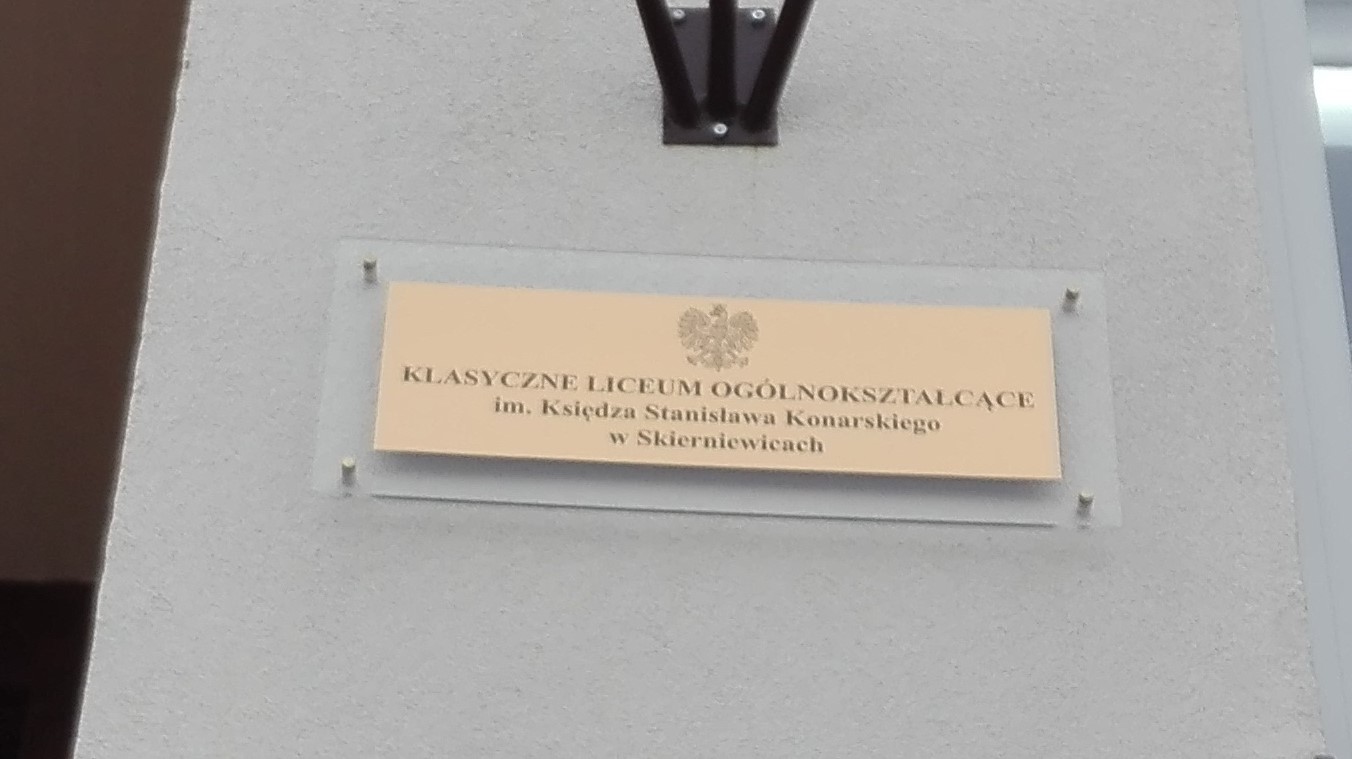 KLASYCZNE LICEUM OGÓLNOKSZTAŁCĄCE
im. Księdza Stanisława Konarskiego
w Skierniewicach